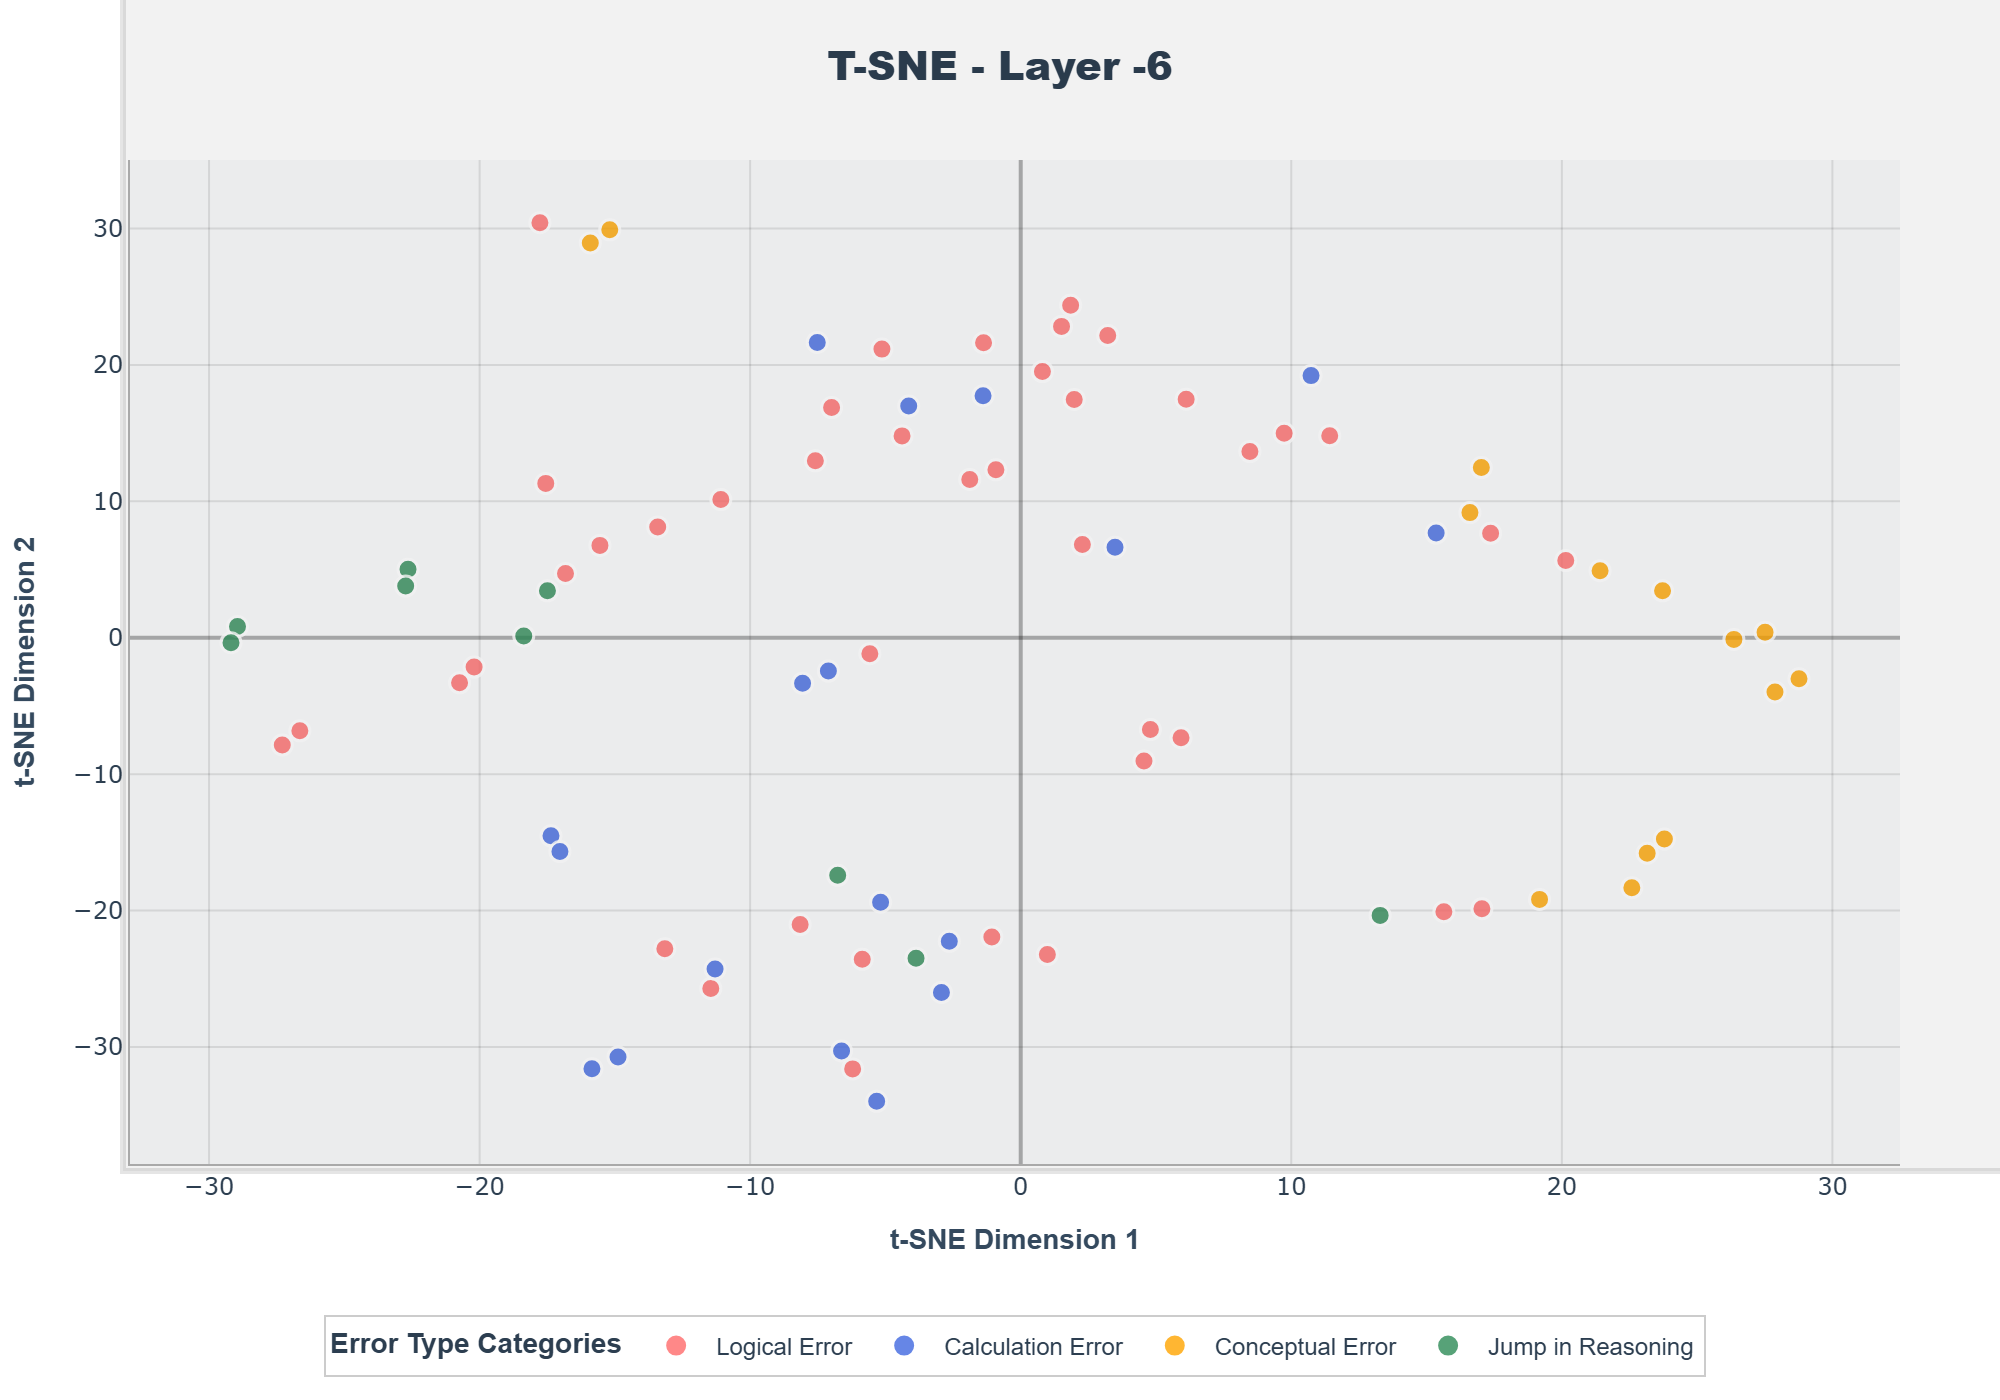 T-SNE - Layer -6
t-SNE Dimension 2
30
20
10
0
−10
−20
−30
−30
−20
−10
0
10
20
30
t-SNE Dimension 1
Error Type Categories
Logical Error
Calculation Error
Conceptual Error
Jump in Reasoning